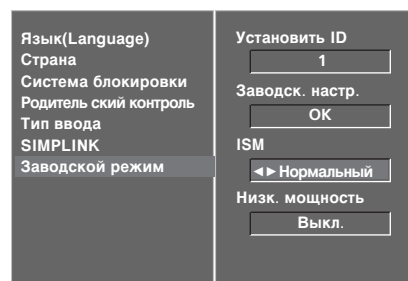 Язык(Language)
Страна
Система блокировки
Родитель ский контроль
Тип ввода
SIMPLINK
Заводской режим
Установить ID
1
Заводск. настр.
ОК
ISM
◄► Нормальный
Низк. мощность
Выкл.